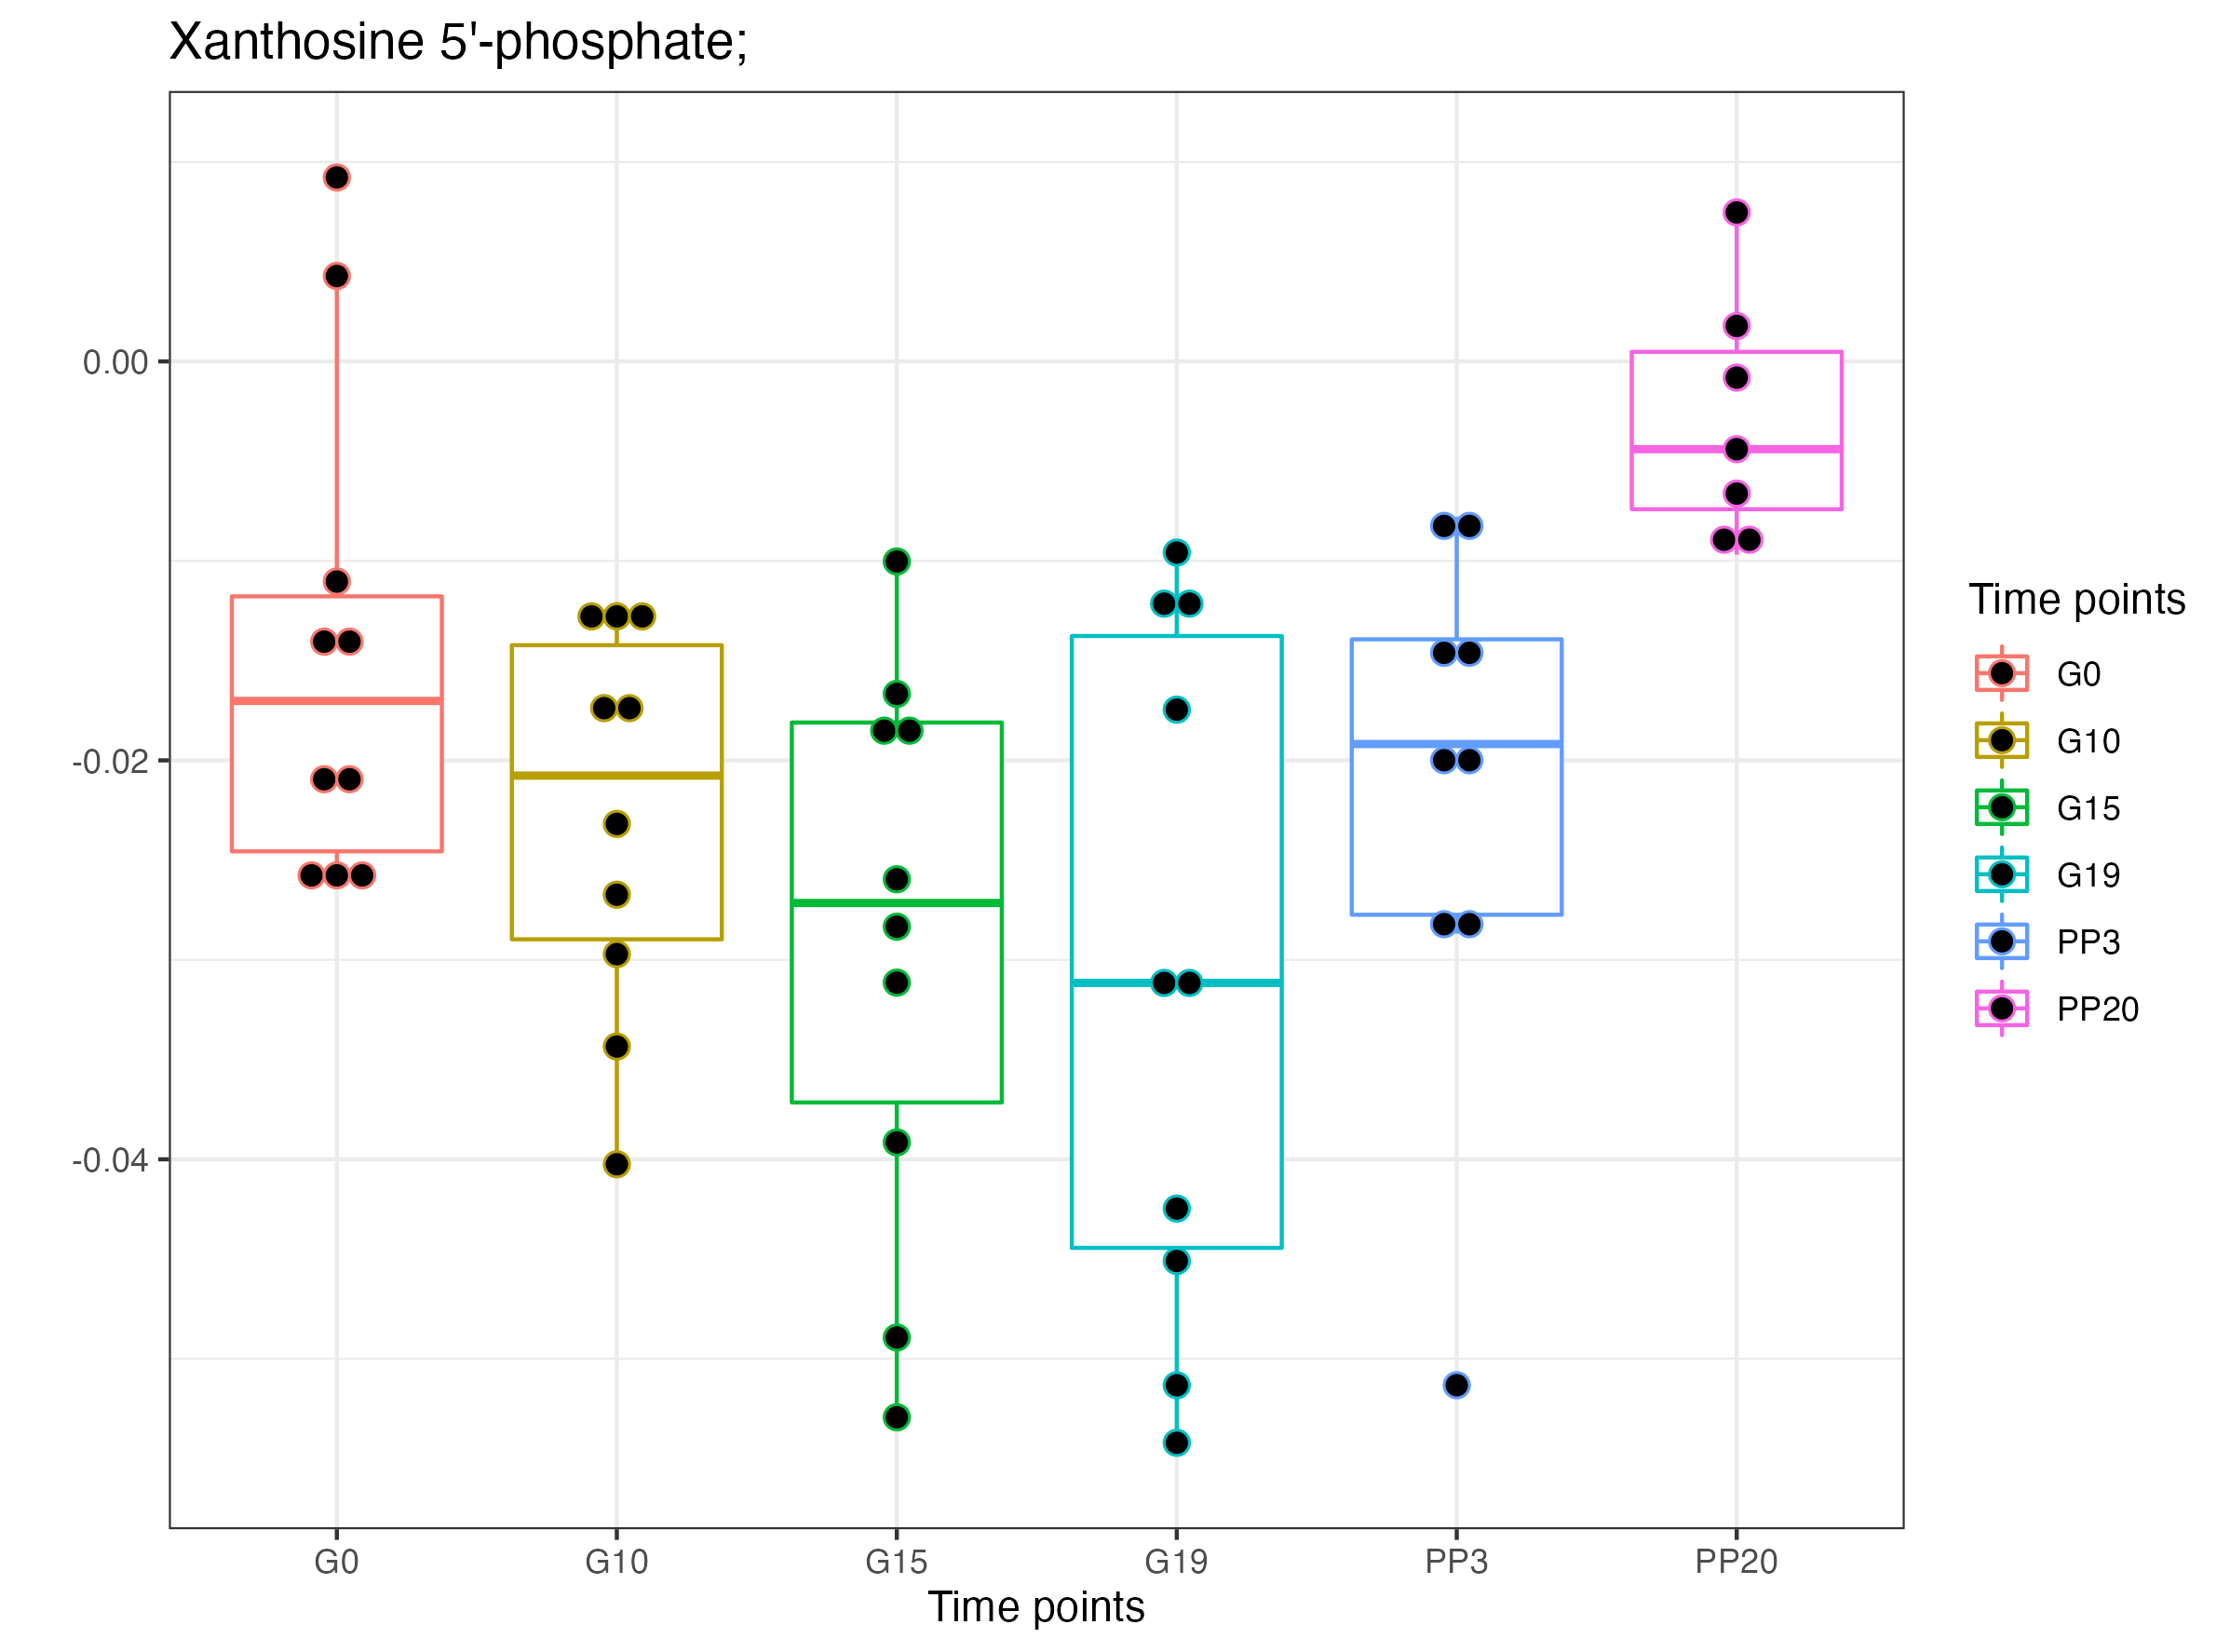 Xanthosine 5'-phosphate;
0.00
-0.02
-0.04
G0 G10 G15 G19 PP3 PP20
Time points
Time points
G0
G10
G15
G19
PP3
PP20